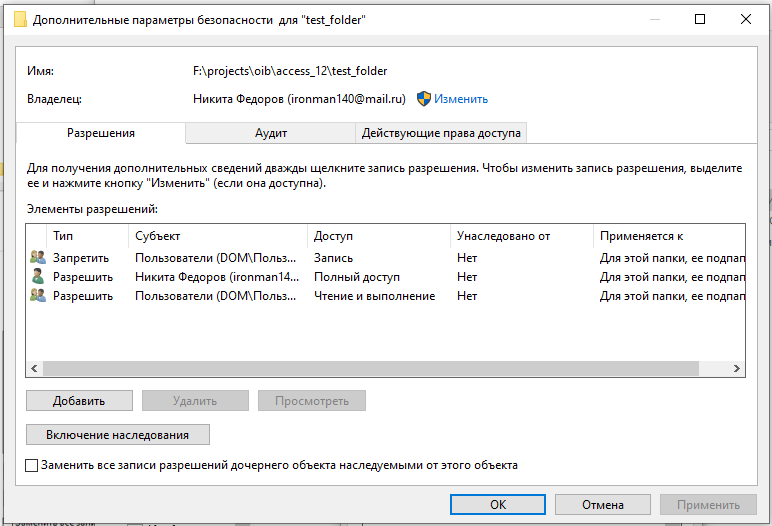 Дополнительные параметры безопасности для "test_folder"
Имя: F:\projects\oib\access_12\test_folder
Владелец: Никита Федоров (ironman140@mail.ru) Изменить
Разрешения Аудит Действующие права доступа
Для получения дополнительных сведений дважды щелкните запись разрешения. Чтобы изменить запись разрешения, выделите
ее и нажмите кнопку "Изменить" (если она доступна).
Элементы разрешений:
Тип Субъект Доступ Унаследовано от Применяется к
Запретить Пользователи (DOM\Польз... Запись Нет Для этой папки, ее подпап
Разрешить Никита Федоров (ironman14... Полный доступ Нет Для этой папки, ее подпап
Разрешить Пользователи (DOM\Польз... Чтение и выполнение Нет Для этой папки, ее подпап
Добавить Удалить Просмотреть
Включение наследования
Заменить все записи разрешений дочернего объекта наследуемыми от этого объекта
ОК Отмена Применить